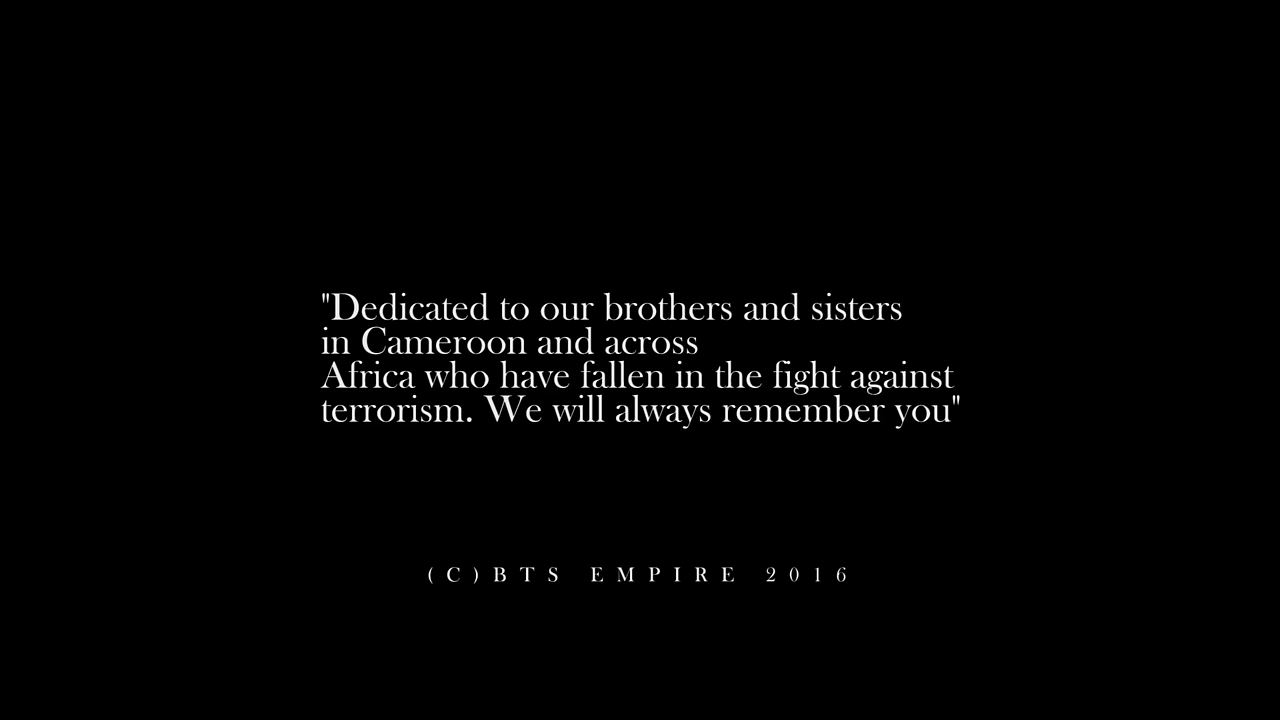 "Dedicated to our brothers and sisters
in Cameroon and across
Africa who have fallen in the fight against
terrorism. We will always remember you"
(C)BTS EMPIRE 2016